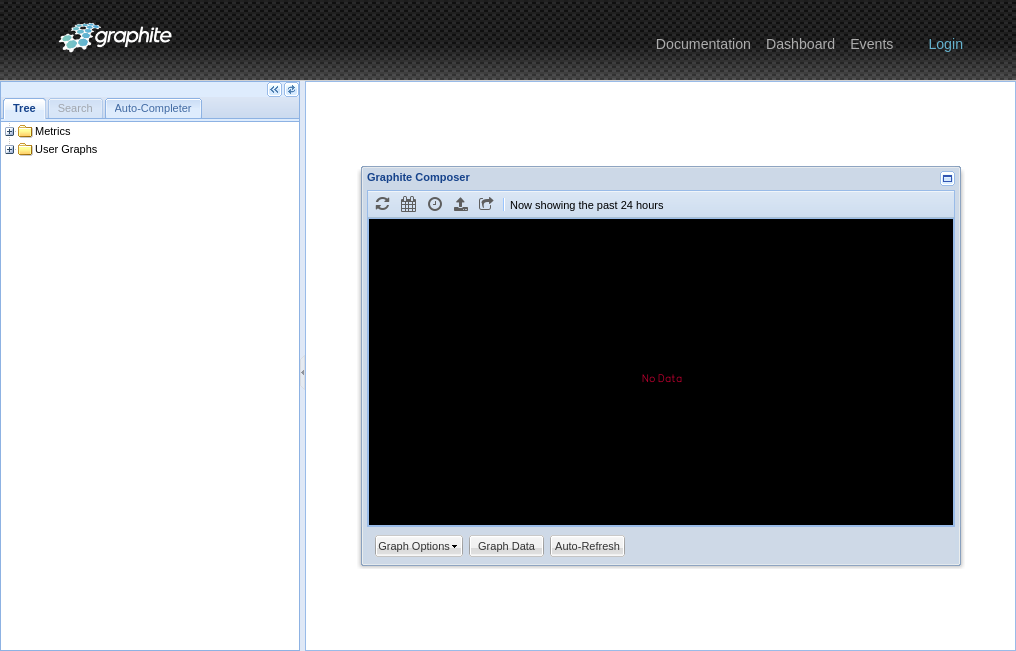 graphite
Documentation Dashboard Events Login
Tree Search Auto-Completer
Metrics
User Graphs
Graphite Composer
Now showing the past 24 hours
No Data
Graph Options Graph Data Auto-Refresh